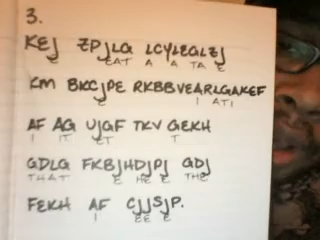 3.
KEj ZPjLG LCYLEGLZj
E EAT A A TA E
KM BKCjPE RKBBVEARLGAKEF
E I ATI
AF AG UjGF TKV GEKH
I IT ET T
GDLG FKBjHDjPj GDj
THAT E HE E THE
FEKH AF CjjSjP.
I EE E